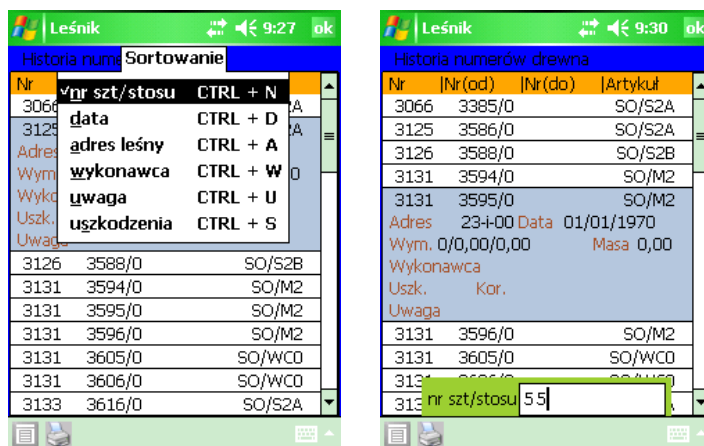 Leśnik 9:27 ok
Historia nume
Sortowanie
Nr
nr szt/stosu CTRL + N
data CTRL + D
adres leśny CTRL + A
wykonawca CTRL + W
uwaga CTRL + U
uszkodzenia CTRL + S
3066 2A
3125 2A
Adres
Wym 0
Wyko
Uszk.
Uwaga
3126 3588/0 SO/S2B
3131 3594/0 SO/M2
3131 3595/0 SO/M2
3131 3596/0 SO/M2
3131 3605/0 SO/WC0
3131 3606/0 SO/WC0
3133 3616/0 SO/S2A
Leśnik 9:30 ok
Historia numerów drewna
Nr |Nr(od) |Nr(do) |Artykuł
3066 3385/0 SO/S2A
3125 3586/0 SO/S2A
3126 3588/0 SO/S2B
3131 3594/0 SO/M2
3131 3595/0 SO/M2
Adres 23-i-00 Data 01/01/1970
Wym. 0/0,00/0,00 Masa 0,00
Wykonawca
Uszk. Kor.
Uwaga
3131 3596/0 SO/M2
3131 3605/0 SO/WC0
313
nr szt/stosu 55